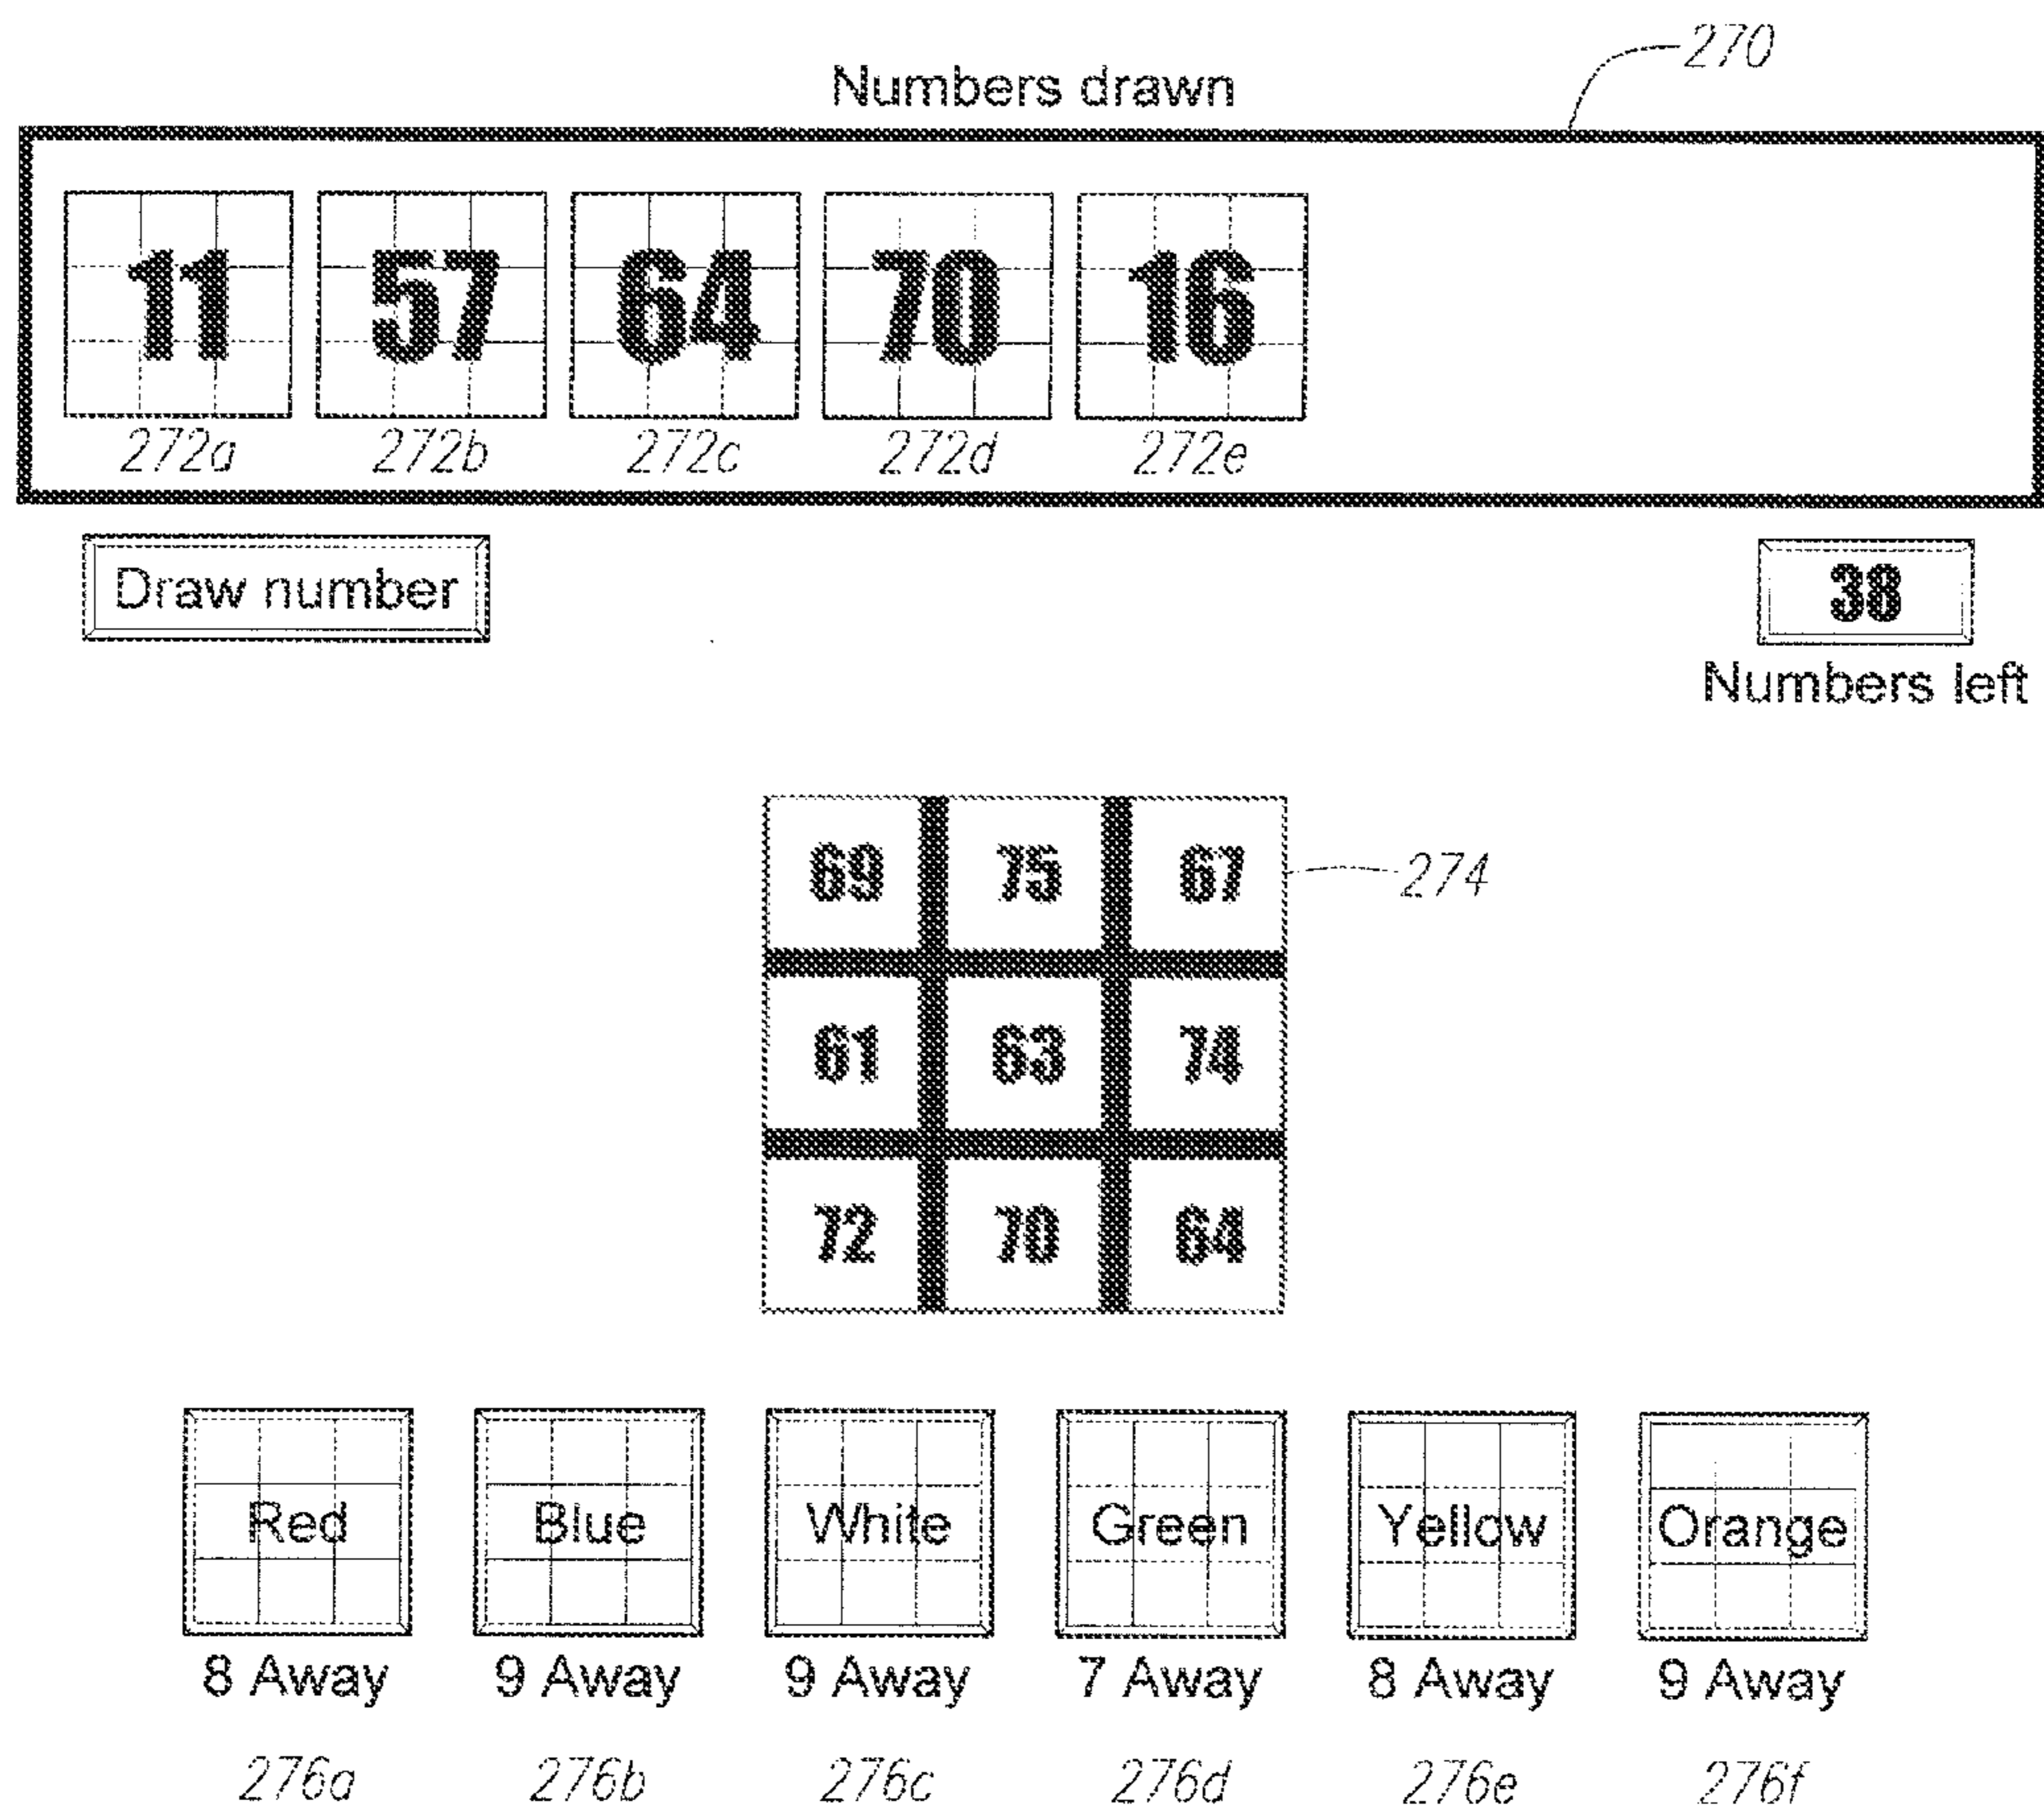 270
Numbers drawn
11 57 64 70 16
272a 272b 272c 272d 272e
Draw number
38
Numbers left
69 75 67
274
61 63 74
72 70 64
Red Blue White Green Yellow Orange
8 Away 9 Away 9 Away 7 Away 8 Away 9 Away
276a 276b 276c 276d 276e 276f